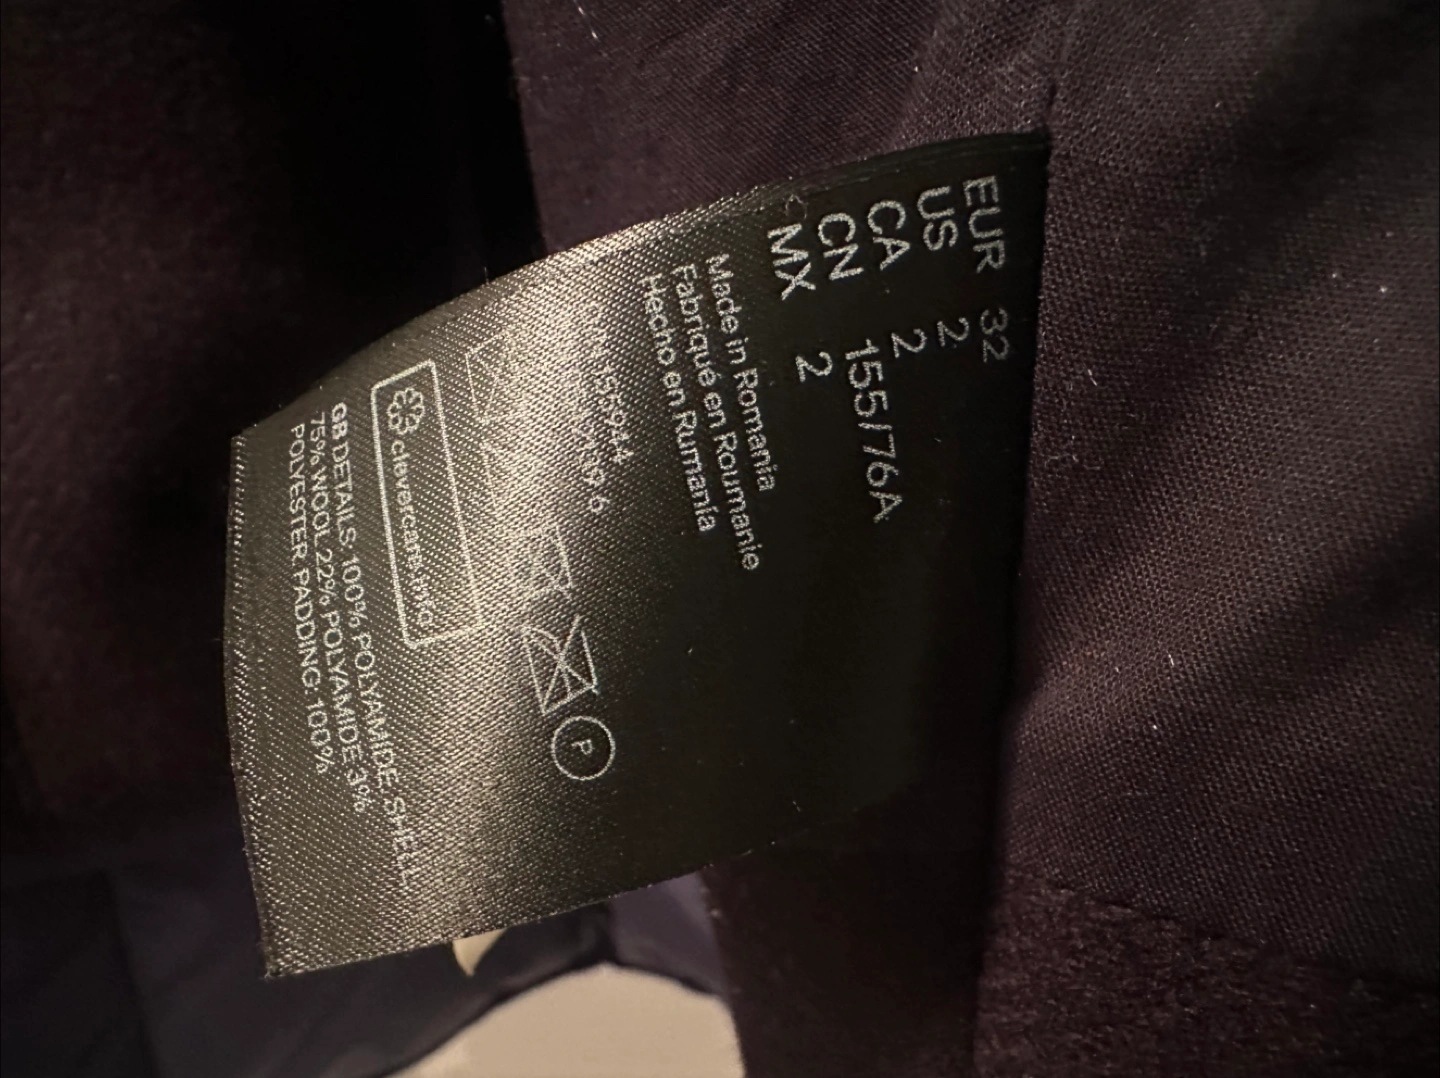 EUR 32
US 2
CA 2
CN 155/76A
MX 2
Made in Romania
Fabriqué en Roumanie
Hecho en Rumania
P
clevercare.info
GB DETAILS: 100% POLYAMIDE SHELL:
75% WOOL 22% POLYAMIDE 3%
POLYESTER PADDING: 100%